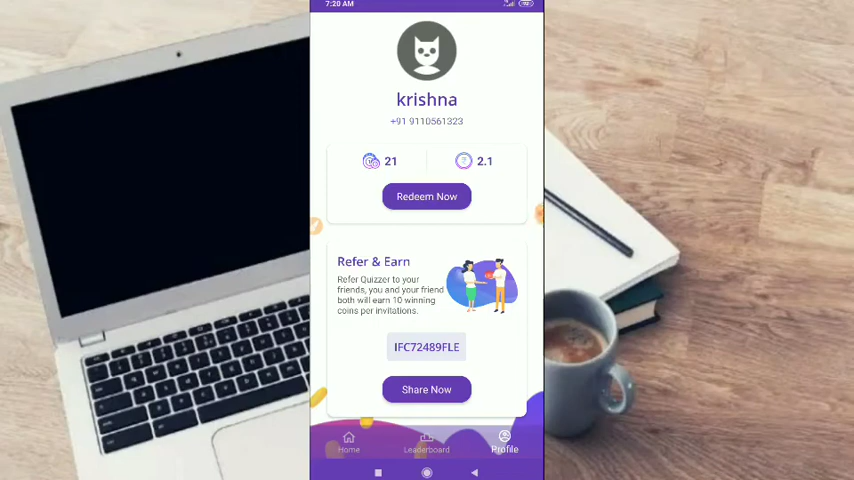 7:20 AM
krishna
+91 9110561323
21
2.1
Redeem Now
Refer & Earn
Refer Quizzer to your
friends, you and your friend
both will earn 10 winning
coins per invitations.
IFC72489FLE
Share Now
Home
Leaderboard
Profile